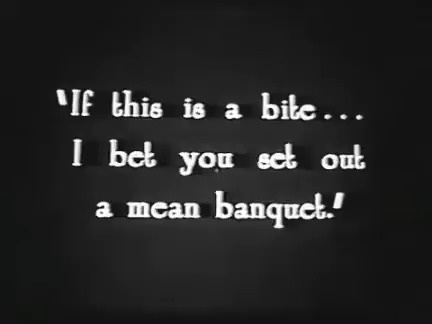 "If this is a bite...
I bet you set out
a mean banquet."